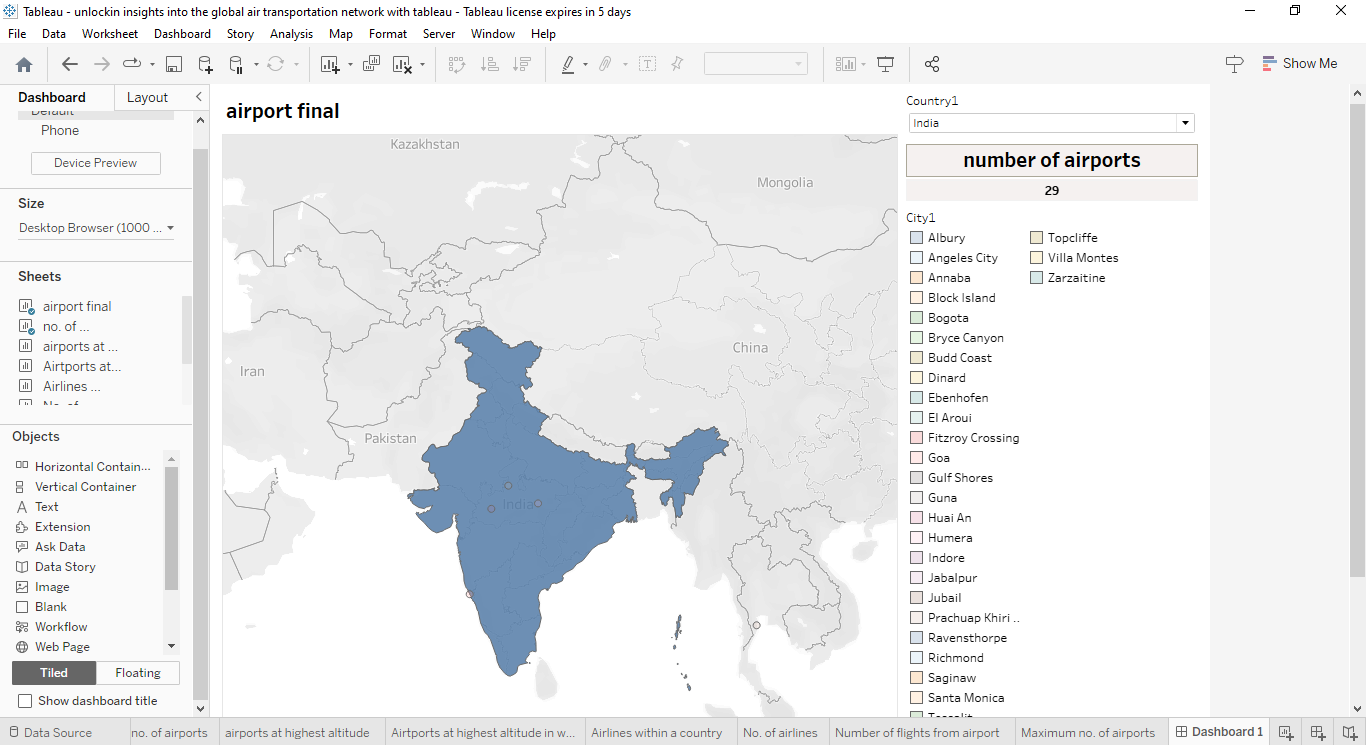 Tableau - unlockin insights into the global air transportation network with tableau - Tableau license expires in 5 days
File Data Worksheet Dashboard Story Analysis Map Format Server Window Help
Show Me
Dashboard Layout
Default
Phone
Device Preview
Size
Desktop Browser (1000 ...
Sheets
airport final
no. of ...
airports at ...
Airtports at...
Airlines ...
No. of
Objects
Horizontal Contain...
Vertical Container
Text
Extension
Ask Data
Data Story
Image
Blank
Workflow
Web Page
Tiled Floating
Show dashboard title
airport final
Kazakhstan
Mongolia
China
Iran
Pakistan
India
Country1
India
number of airports
29
City1
Albury
Angeles City
Annaba
Block Island
Bogota
Bryce Canyon
Budd Coast
Dinard
Ebenhofen
El Aroui
Fitzroy Crossing
Goa
Gulf Shores
Guna
Huai An
Humera
Indore
Jabalpur
Jubail
Prachuap Khiri ..
Ravensthorpe
Richmond
Saginaw
Santa Monica
Topcliffe
Villa Montes
Zarzaitine
Data Source
no. of airports
airports at highest altitude
Airtports at highest altitude in w...
Airlines within a country
No. of airlines
Number of flights from airport
Maximum no. of airports
Dashboard 1